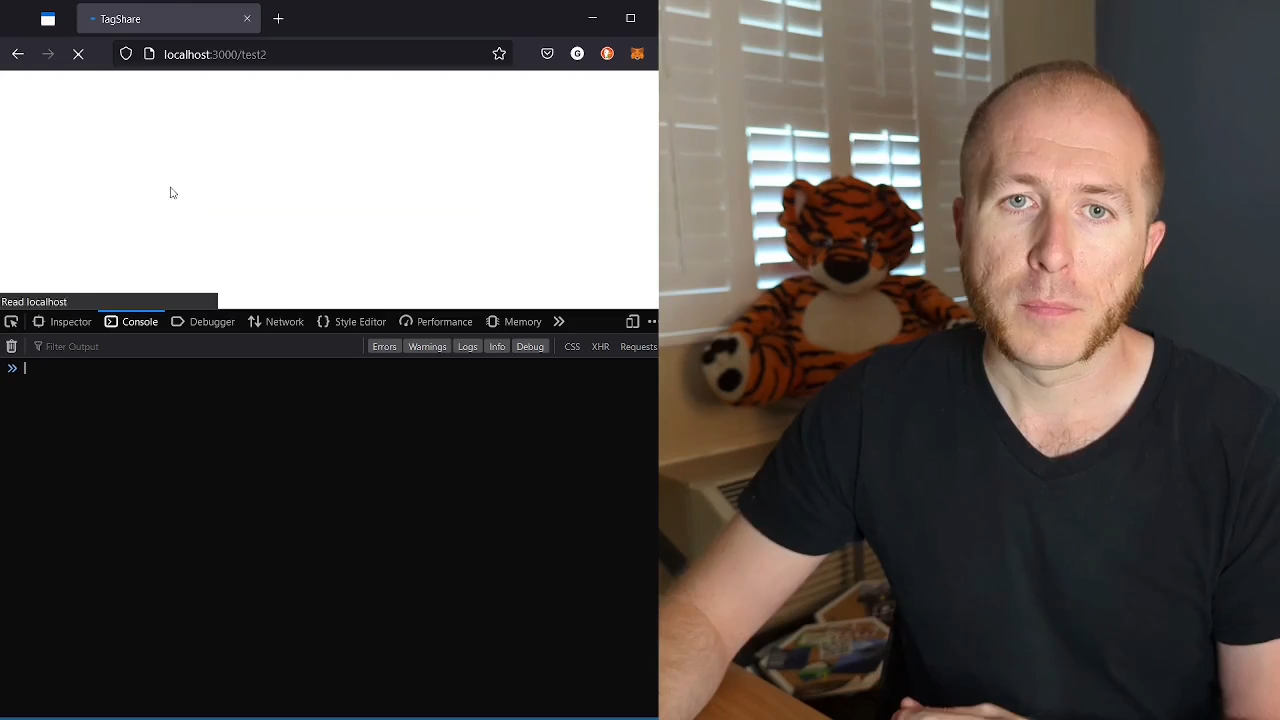 TagShare
localhost:3000/test2
Read localhost
Inspector Console Debugger Network Style Editor Performance Memory
Filter Output Errors Warnings Logs Info Debug CSS XHR Requests